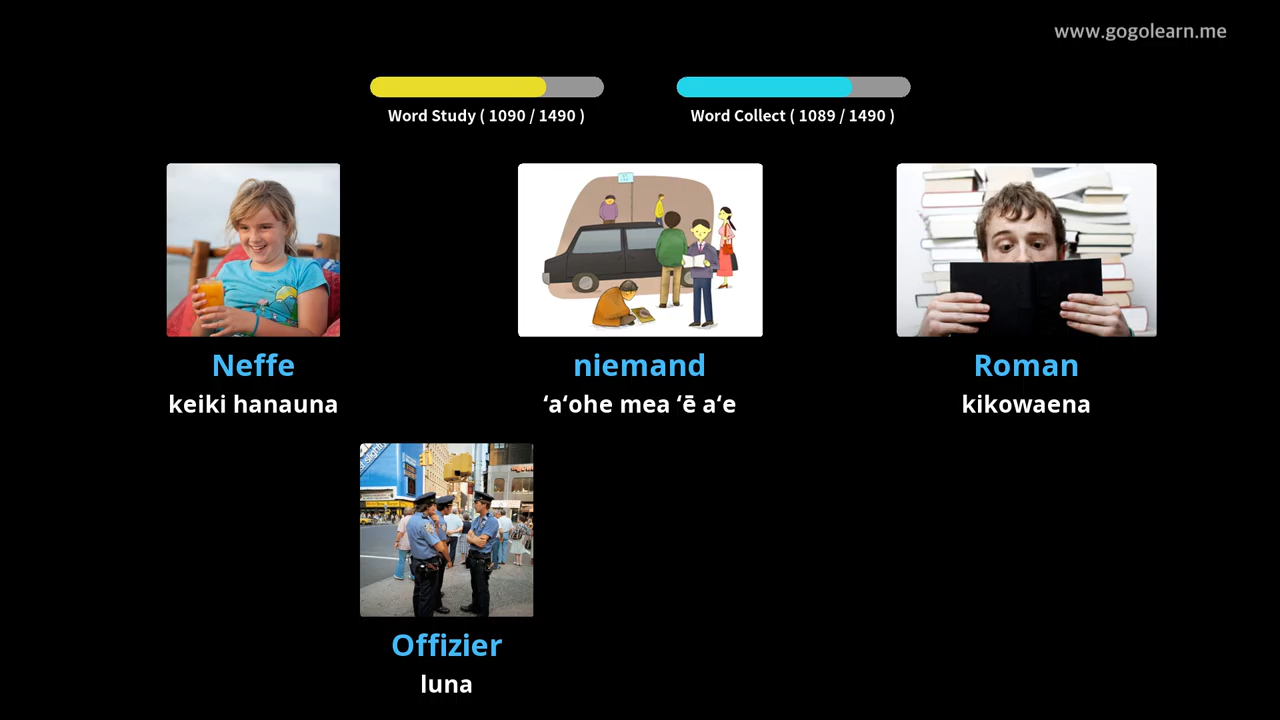 www.gogolearn.me
Word Study ( 1090 / 1490 )
Word Collect ( 1089 / 1490 )
Neffe
keiki hanauna
niemand
ʻaʻohe mea ʻē aʻe
Roman
kikowaena
Offizier
luna